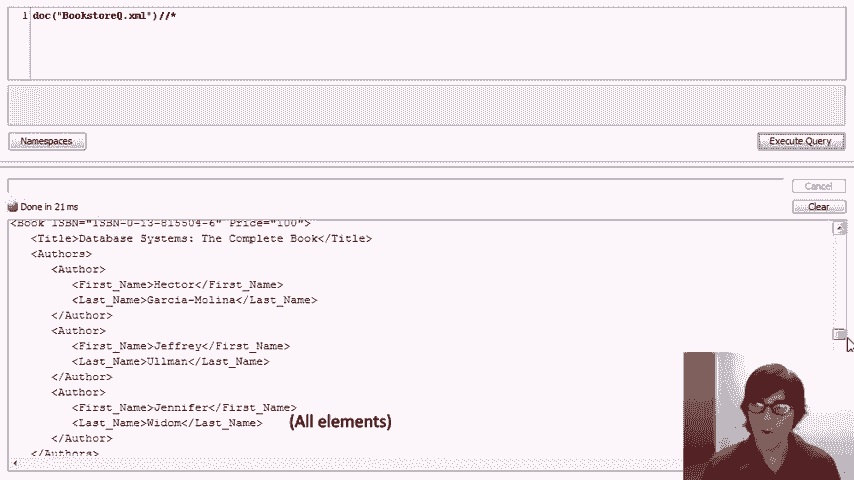 1 doc("BookstoreQ.xml")//*
Namespaces
Execute Query
Cancel
Done in 21 ms
Clear
<Book ISBN="ISBN-0-13-815504-6" Price="100">
<Title>Database Systems: The Complete Book</Title>
<Authors>
<Author>
<First_Name>Hector</First_Name>
<Last_Name>Garcia-Molina</Last_Name>
</Author>
<Author>
<First_Name>Jeffrey</First_Name>
<Last_Name>Ullman</Last_Name>
</Author>
<Author>
<First_Name>Jennifer</First_Name>
<Last_Name>Widom</Last_Name> (All elements)
</Author>
</Authors>